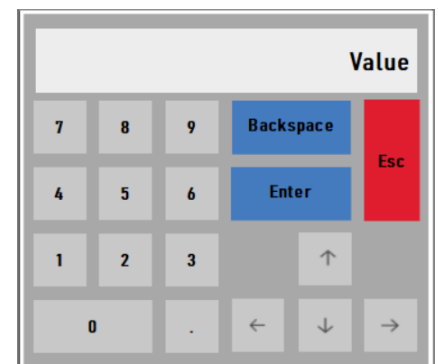 Value
7 8 9 Backspace Esc
4 5 6 Enter
1 2 3 ↑
0 . ← ↓ →